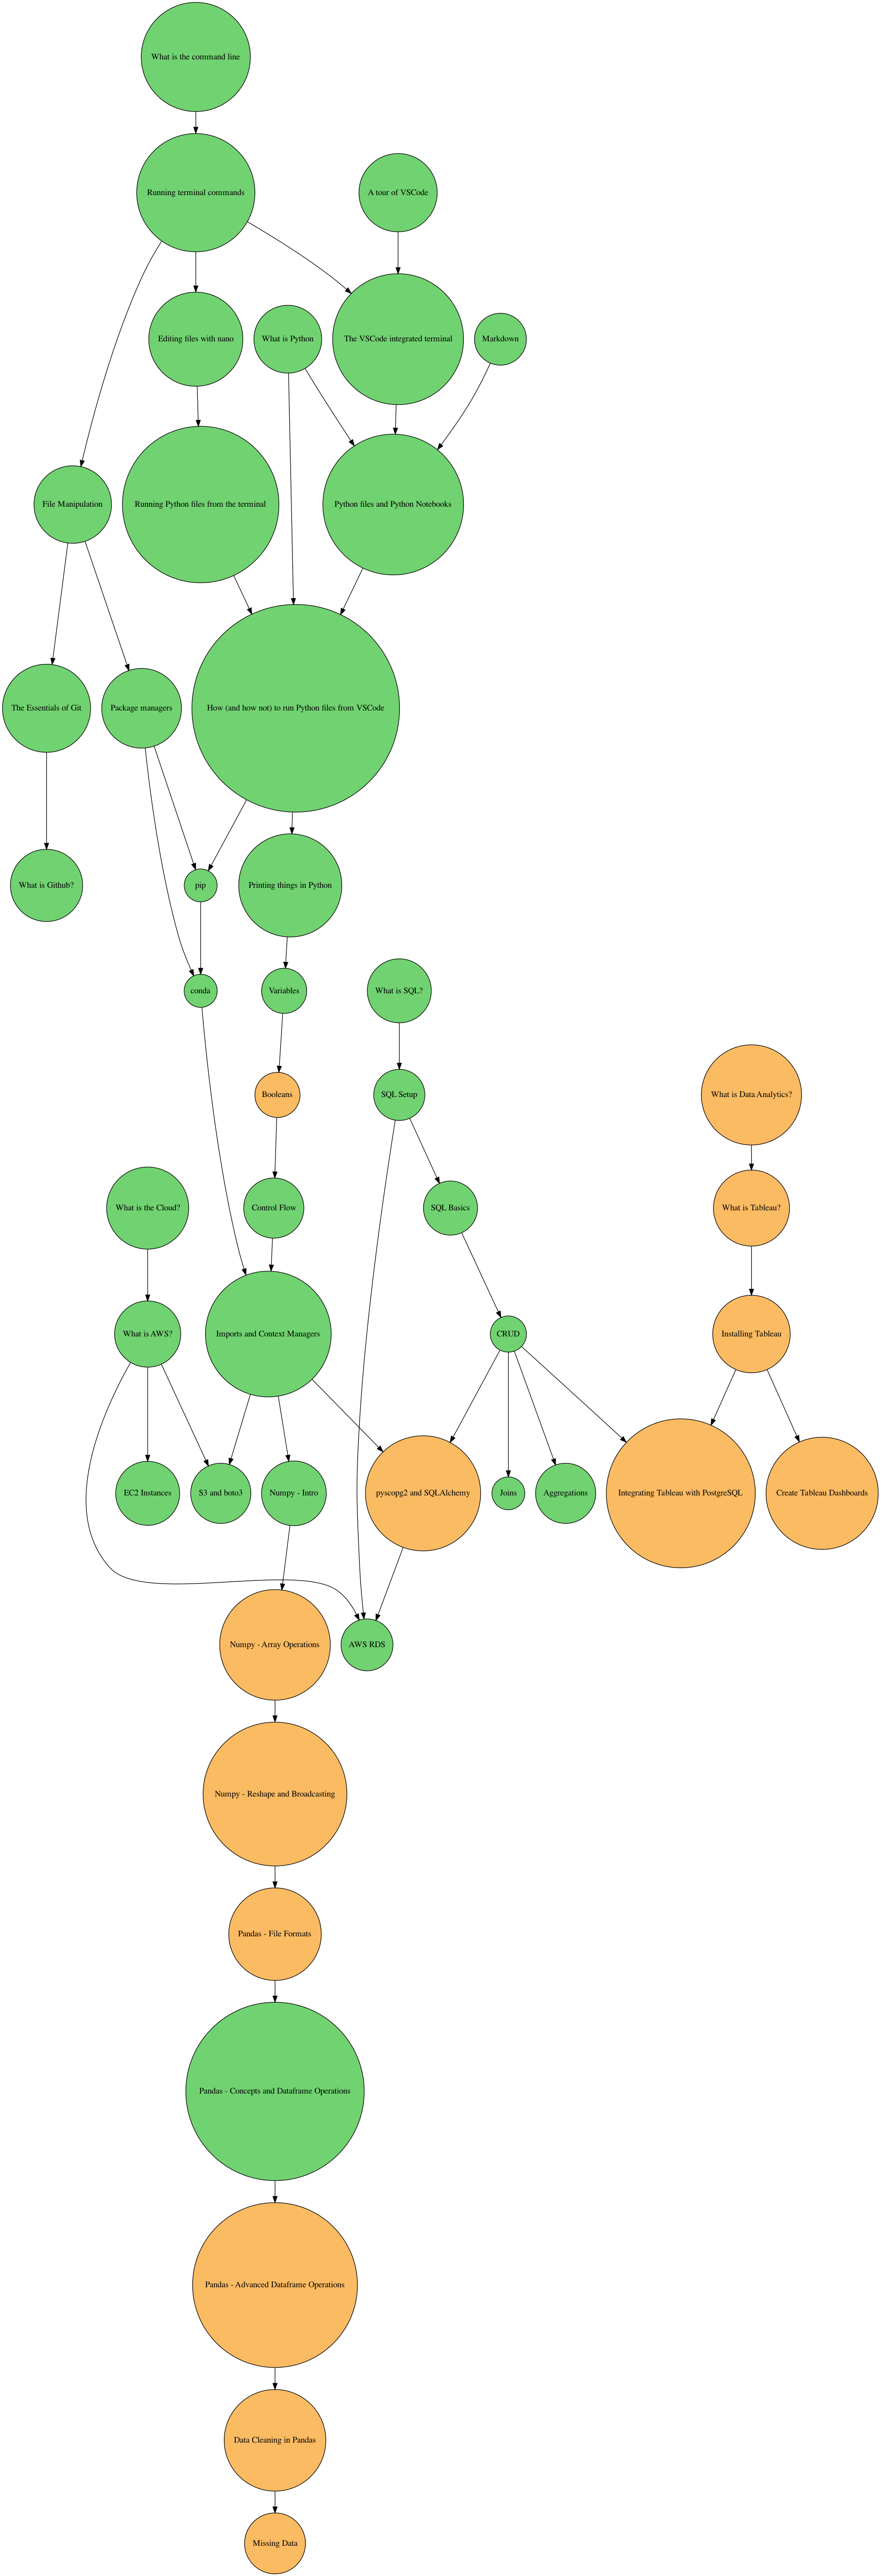 What is the command line
Running terminal commands
A tour of VSCode
Editing files with nano
What is Python
The VSCode integrated terminal
Markdown
File Manipulation
Running Python files from the terminal
Python files and Python Notebooks
The Essentials of Git
Package managers
How (and how not) to run Python files from VSCode
What is Github?
pip
Printing things in Python
conda
Variables
What is SQL?
Booleans
SQL Setup
What is Data Analytics?
What is the Cloud?
Control Flow
SQL Basics
What is Tableau?
What is AWS?
Imports and Context Managers
CRUD
Installing Tableau
EC2 Instances
S3 and boto3
Numpy - Intro
pyscopg2 and SQLAlchemy
Joins
Aggregations
Integrating Tableau with PostgreSQL
Create Tableau Dashboards
Numpy - Array Operations
AWS RDS
Numpy - Reshape and Broadcasting
Pandas - File Formats
Pandas - Concepts and Dataframe Operations
Pandas - Advanced Dataframe Operations
Data Cleaning in Pandas
Missing Data